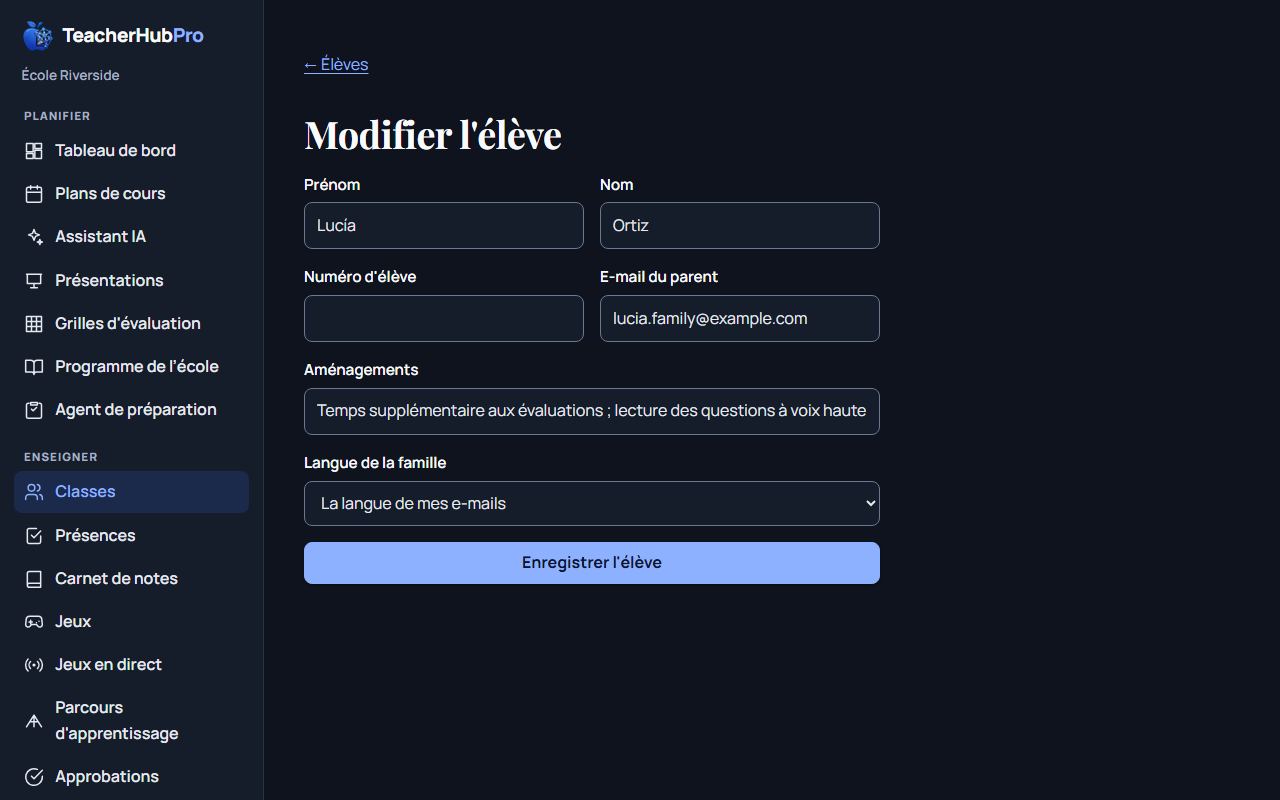 TeacherHubPro
École Riverside
PLANIFIER
Tableau de bord
Plans de cours
Assistant IA
Présentations
Grilles d'évaluation
Programme de l'école
Agent de préparation
ENSEIGNER
Classes
Présences
Carnet de notes
Jeux
Jeux en direct
Parcours
d'apprentissage
Approbations
← Élèves
Modifier l'élève
Prénom
Nom
Lucía
Ortiz
Numéro d'élève
E-mail du parent
lucia.family@example.com
Aménagements
Temps supplémentaire aux évaluations ; lecture des questions à voix haute
Langue de la famille
La langue de mes e-mails
Enregistrer l'élève